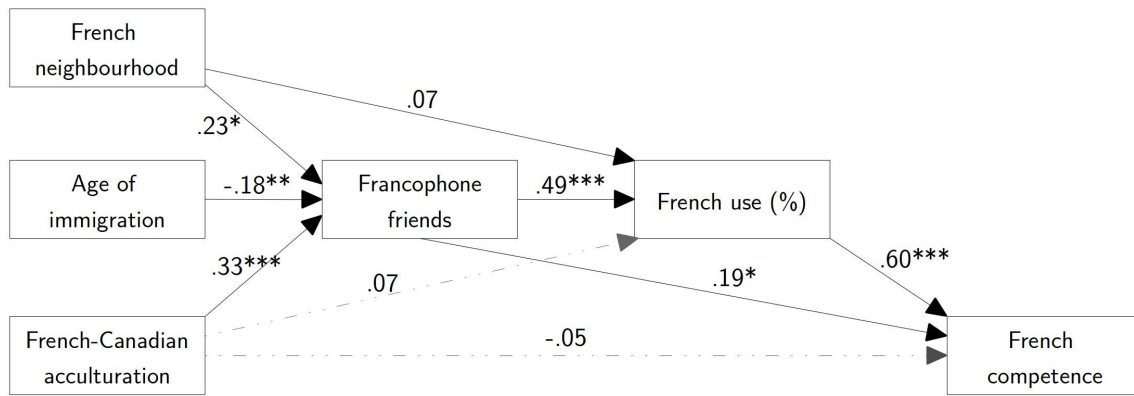 French
neighbourhood
.07
.23*
Age of
immigration
-.18**
Francophone
friends
.49***
French use (%)
.33***
.07
.19*
.60***
French-Canadian
acculturation
-.05
French
competence